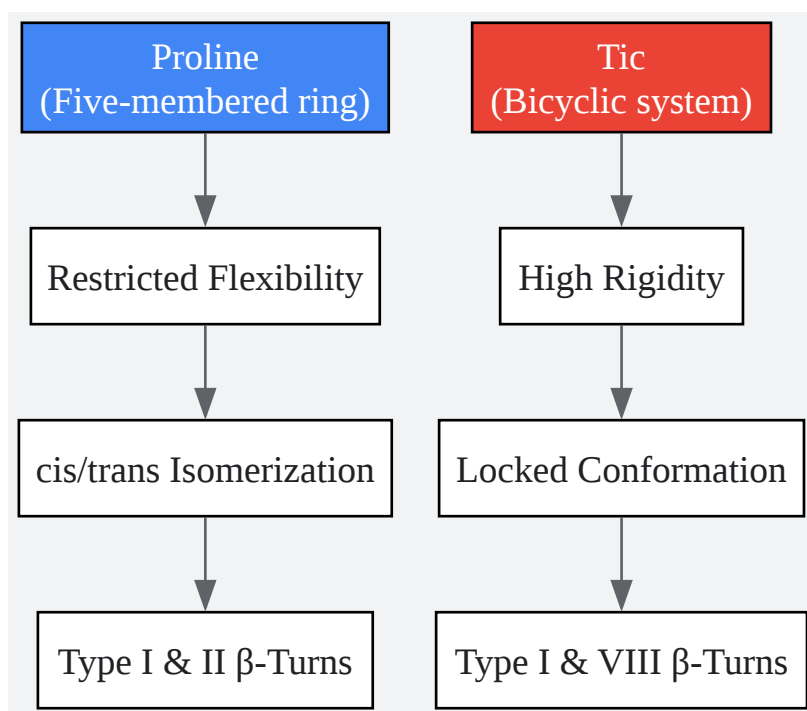 Proline
(Five-membered ring)
Restricted Flexibility
cis/trans Isomerization
Type I & II β-Turns
Tic
(Bicyclic system)
High Rigidity
Locked Conformation
Type I & VIII β-Turns